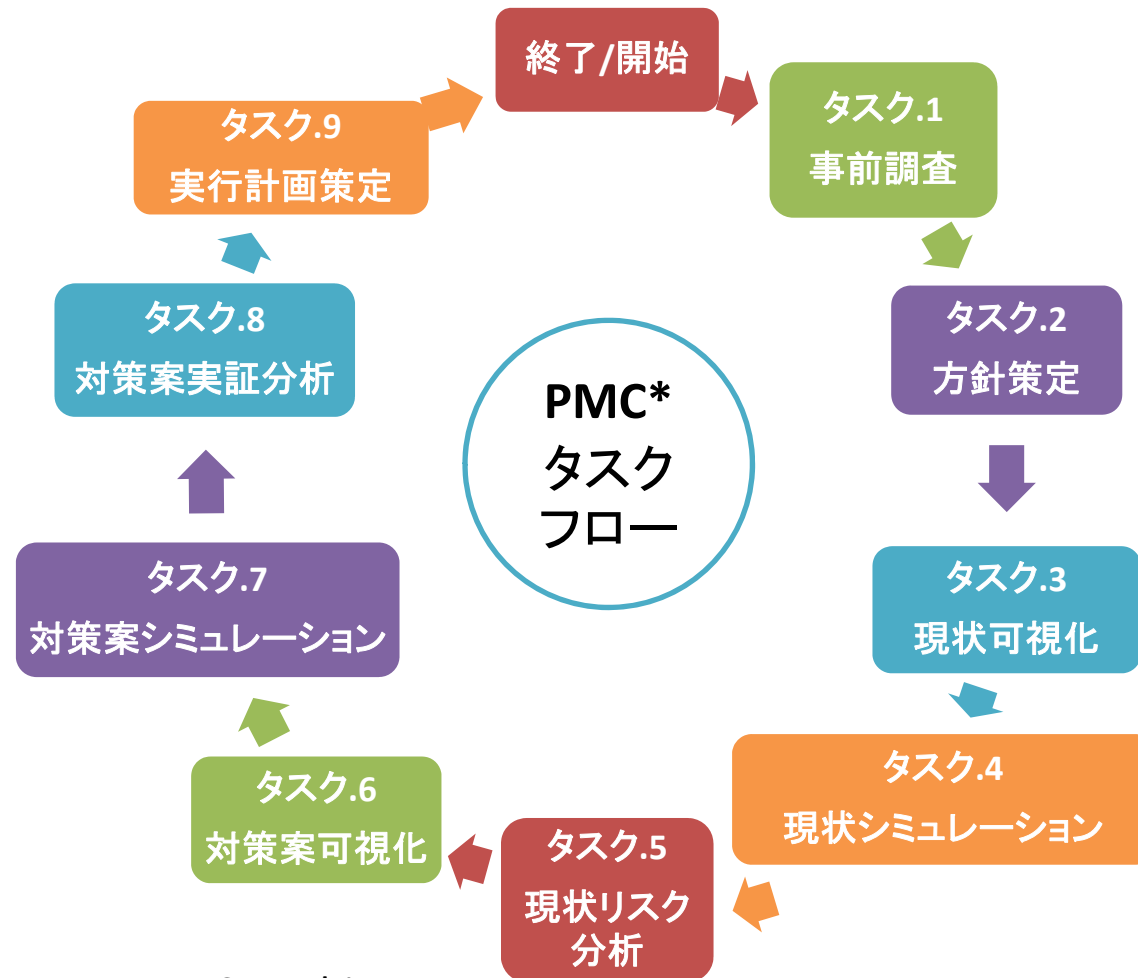 終了/開始
タスク.1
事前調査
タスク.2
方針策定
タスク.3
現状可視化
タスク.4
現状シミュレーション
タスク.5
現状リスク
分析
タスク.6
対策案可視化
タスク.7
対策案シミュレーション
タスク.8
対策案実証分析
タスク.9
実行計画策定
PMC*
タスク
フロー